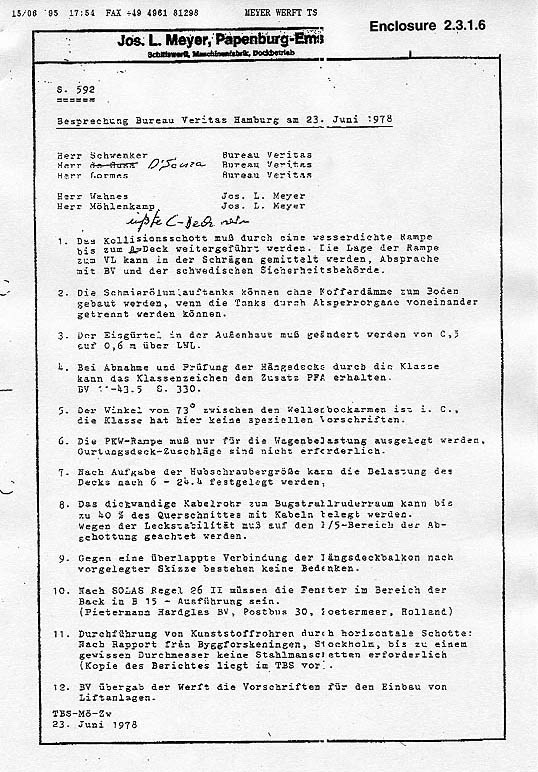 15/06 '95 17:54 FAX +49 4961 81298 MEYER WERFT TS
Enclosure 2.3.1.6
Jos. L. Meyer, Papenburg-Ems
Schiffswerft, Maschinenfabrik, Dockbetrieb
S. 592
======
Besprechung Bureau Veritas Hamburg am 23. Juni 1978
Herr Schwenker Bureau Veritas
Herr D'Souza Bureau Veritas
Herr Lormes Bureau Veritas
Herr Wahnes Jos. L. Meyer
Herr Möhlenkamp Jos. L. Meyer
C-Deck
1. Das Kollisionsschott muß durch eine wasserdichte Rampe
bis zum -Deck weitergeführt werden. Die Lage der Rampe
zum VL kann in der Schrägen gemittelt werden, Absprache
mit BV und der schwedischen Sicherheitsbehörde.
2. Die Schmierölumlauftanks können ohne Kofferdämme zum Boden
gebaut werden, wenn die Tanks durch Absperrorgane voneinander
getrennt werden können.
3. Der Eisgürtel in der Außenhaut muß geändert werden von 0,3
auf 0,6 m über LWL.
4. Bei Abnahme und Prüfung der Hängedecks durch die Klasse
kann das Klassenzeichen den Zusatz PFA erhalten.
BV -43.5 S. 330.
5. Der Winkel von 73° zwischen den Wellenbockarmen ist i. O.,
die Klasse hat hier keine speziellen Vorschriften.
6. Die PKW-Rampe muß nur für die Wagenbelastung ausgelegt werden,
Gurtungsdeck-Zuschläge sind nicht erforderlich.
7. Nach Aufgabe der Hubschraubergröße kann die Belastung des
Decks nach 6 - 24.4 festgelegt werden.
8. Das dickwandige Kabelrohr zum Bugstrahlruderraum kann bis
zu 40 % des Querschnittes mit Kabeln belegt werden.
Wegen der Leckstabilität muß auf den 1/5-Bereich der Ab-
schottung geachtet werden.
9. Gegen eine überlappte Verbindung der Längsdeckbalken nach
vorgelegter Skizze bestehen keine Bedenken.
10. Nach SOLAS Regel 26 II müssen die Fenster im Bereich der
Back in B 15 - Ausführung sein.
(Pietermann Hardglas BV, Postbus 30, Zoetermeer, Holland)
11. Durchführung von Kunststoffrohren durch horizontale Schotte:
Nach Rapport från Byggforskeningen, Stockholm, bis zu einem
gewissen Durchmesser keine Stahlmanschetten erforderlich
(Kopie des Berichtes liegt im TBS vor).
12. BV übergab der Werft die Vorschriften für den Einbau von
Liftanlagen.
TBS-Mö-Zw
23. Juni 1978